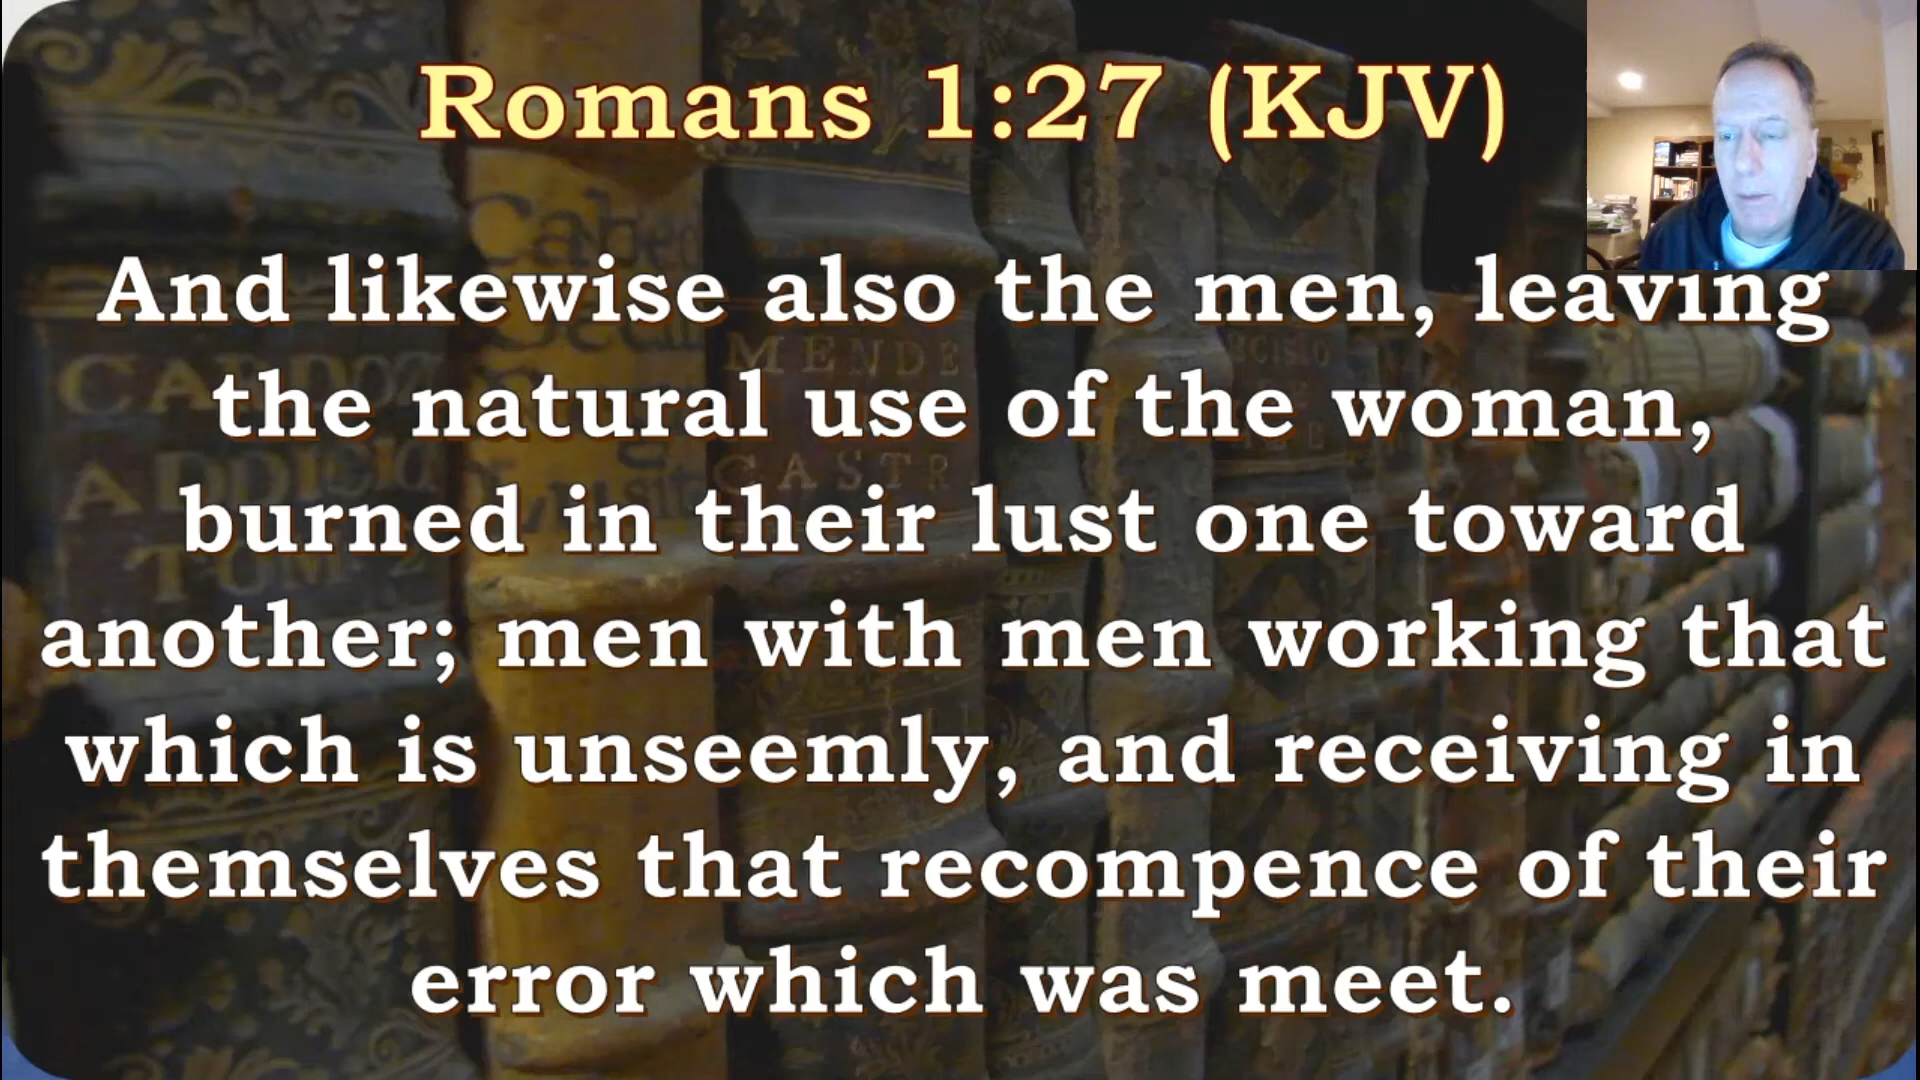 Romans 1:27 (KJV)
And likewise also the men, leaving
the natural use of the woman,
burned in their lust one toward
another; men with men working that
which is unseemly, and receiving in
themselves that recompence of their
error which was meet.
MENDE
CASTR